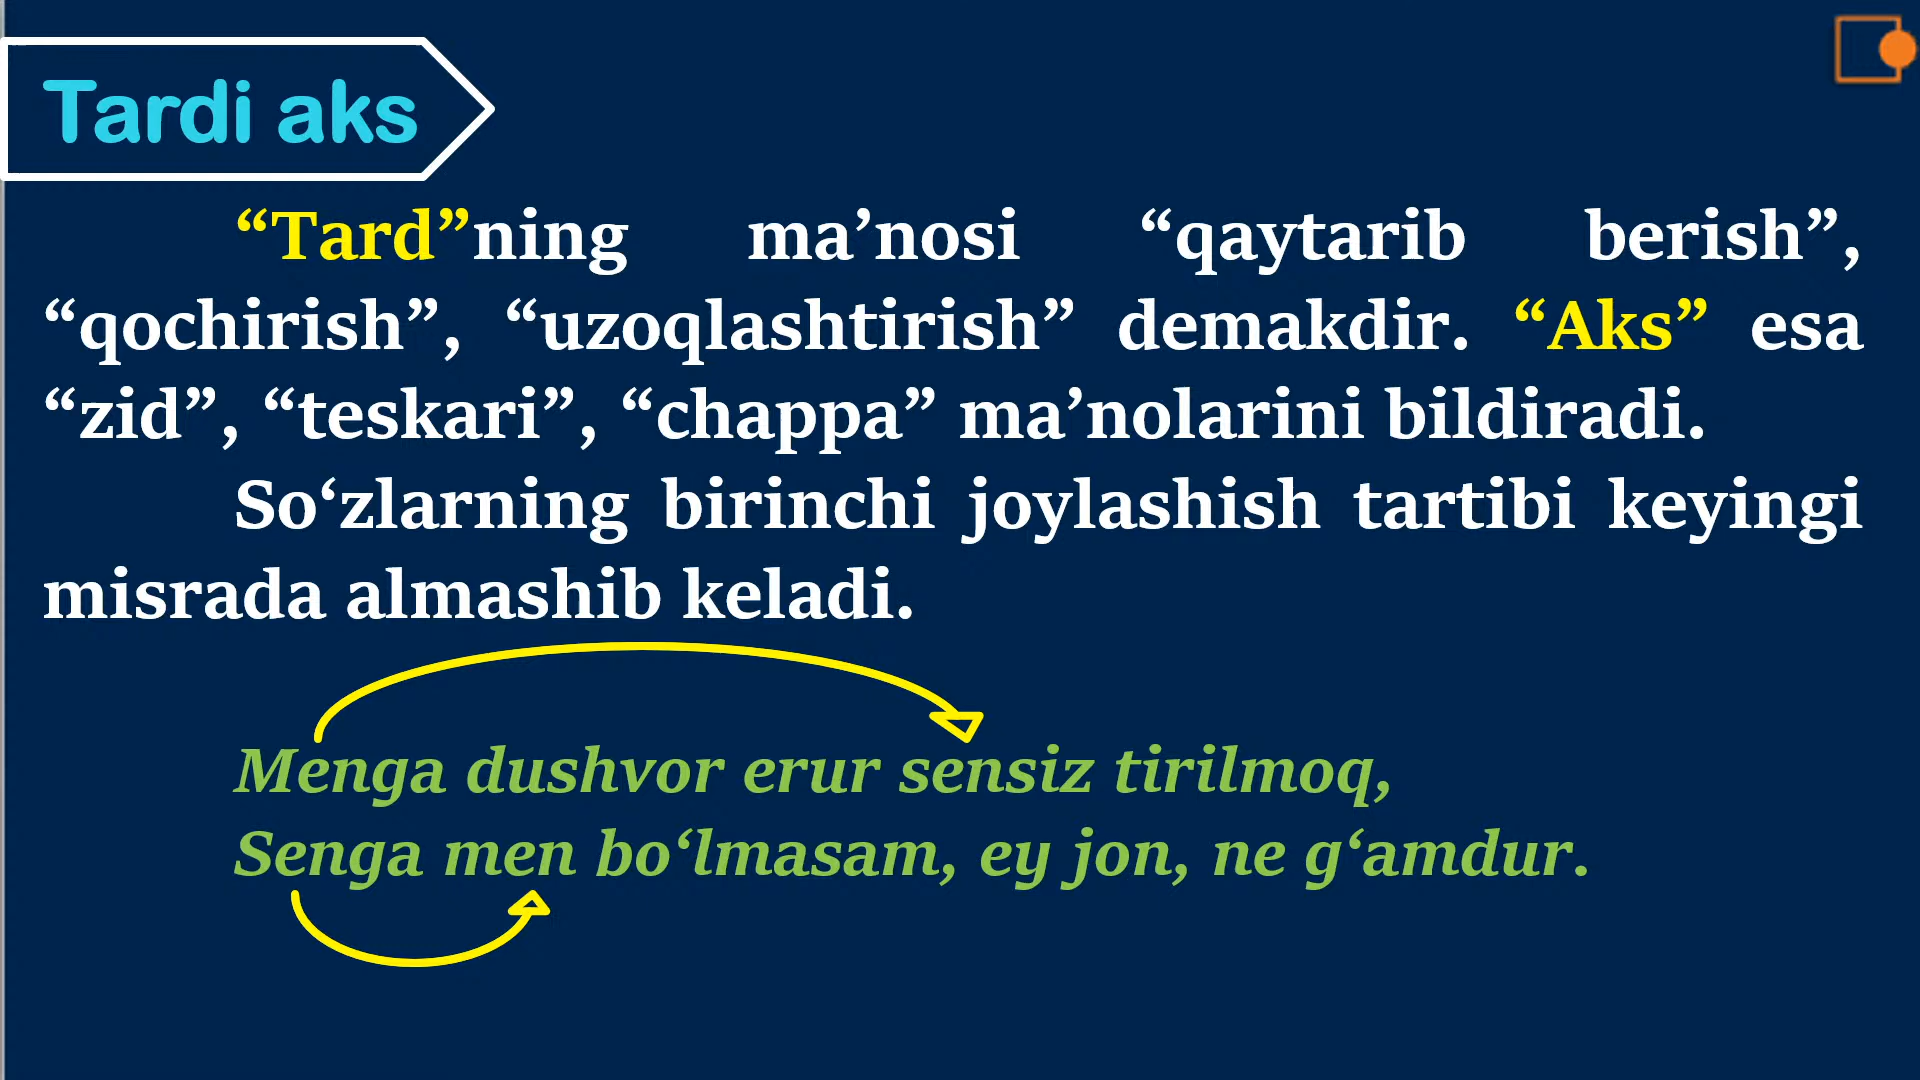 Tardi aks
“Tard”ning ma’nosi “qaytarib berish”,
“qochirish”, “uzoqlashtirish” demakdir. “Aks” esa
“zid”, “teskari”, “chappa” ma’nolarini bildiradi.
So‘zlarning birinchi joylashish tartibi keyingi
misrada almashib keladi.
Menga dushvor erur sensiz tirilmoq,
Senga men bo‘lmasam, ey jon, ne g‘amdur.